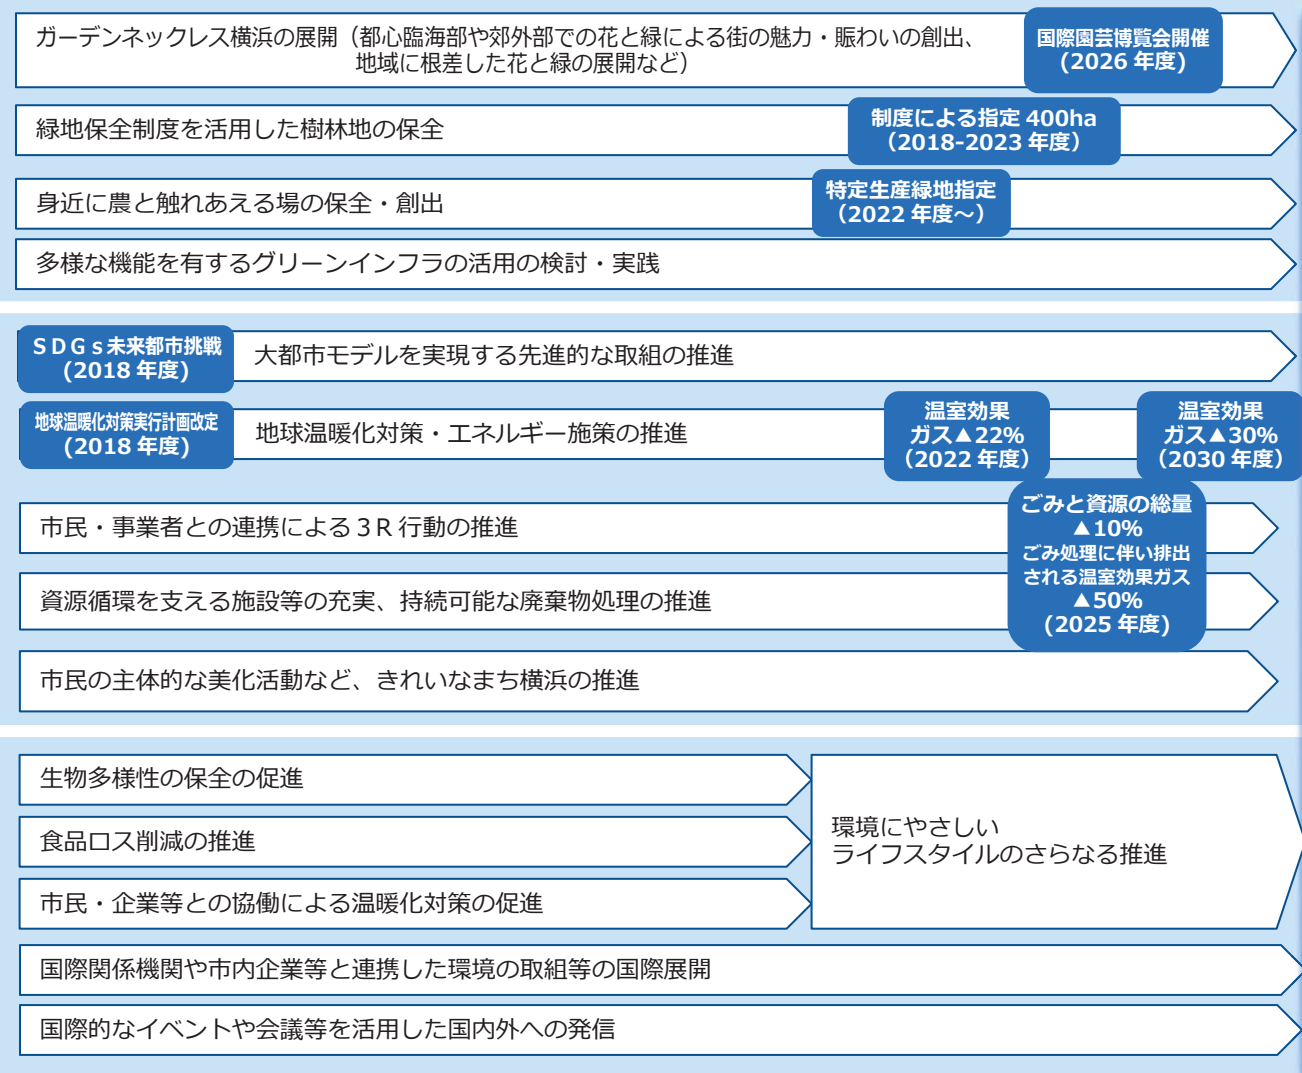 ガーデンネックレス横浜の展開（都心臨海部や郊外部での花と緑による街の魅力・賑わいの創出、
地域に根差した花と緑の展開など）
国際園芸博覧会開催
(2026 年度)
緑地保全制度を活用した樹林地の保全
制度による指定 400ha
（2018-2023 年度）
身近に農と触れあえる場の保全・創出
特定生産緑地指定
（2022 年度～）
多様な機能を有するグリーンインフラの活用の検討・実践
ＳＤＧｓ未来都市挑戦
(2018 年度)
大都市モデルを実現する先進的な取組の推進
地球温暖化対策実行計画改定
(2018 年度)
地球温暖化対策・エネルギー施策の推進
温室効果
ガス▲22%
（2022 年度）
温室効果
ガス▲30%
（2030 年度）
市民・事業者との連携による３Ｒ行動の推進
ごみと資源の総量
▲10%
ごみ処理に伴い排出
される温室効果ガス
▲50%
(2025 年度)
資源循環を支える施設等の充実、持続可能な廃棄物処理の推進
市民の主体的な美化活動など、きれいなまち横浜の推進
生物多様性の保全の促進
食品ロス削減の推進
市民・企業等との協働による温暖化対策の促進
環境にやさしい
ライフスタイルのさらなる推進
国際関係機関や市内企業等と連携した環境の取組等の国際展開
国際的なイベントや会議等を活用した国内外への発信